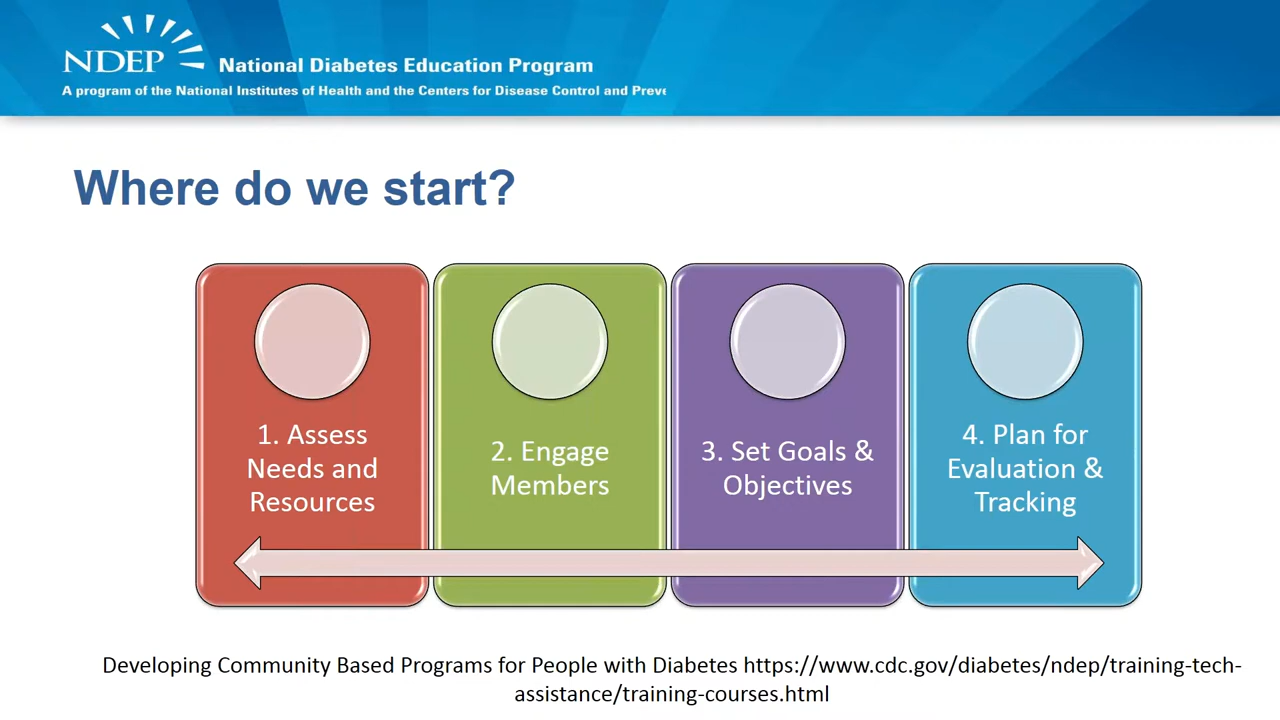 NDEP
National Diabetes Education Program
A program of the National Institutes of Health and the Centers for Disease Control and
Where do we start?
1. Assess
Needs and
Resources
2. Engage
Members
3. Set Goals &
Objectives
4. Plan for
Evaluation &
Tracking
Developing Community Based Programs for People with Diabetes https://www.cdc.gov/diabetes/ndep/training-tech-
assistance/training-courses.html